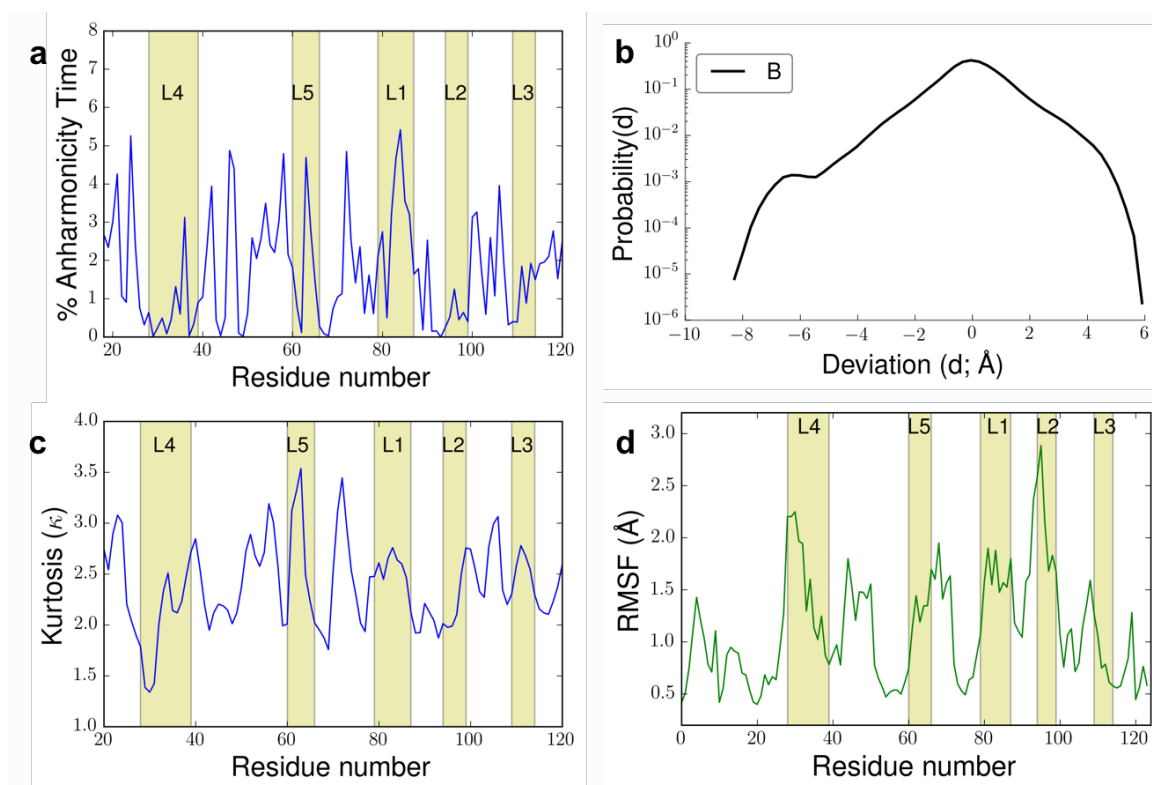 a
% Anharmonicity Time
8
7
6
5
4
3
2
1
0
L4
L5
L1
L2
L3
20
40
60
80
100
120
Residue number
b
B
Probability(d)
10^0
10^-1
10^-2
10^-3
10^-4
10^-5
10^-6
−10
−8
−6
−4
−2
0
2
4
6
Deviation (d; Å)
c
Kurtosis (κ)
4.0
3.5
3.0
2.5
2.0
1.5
1.0
L4
L5
L1
L2
L3
20
40
60
80
100
120
Residue number
d
RMSF (Å)
3.0
2.5
2.0
1.5
1.0
0.5
L4
L5
L1
L2
L3
0
20
40
60
80
100
120
Residue number